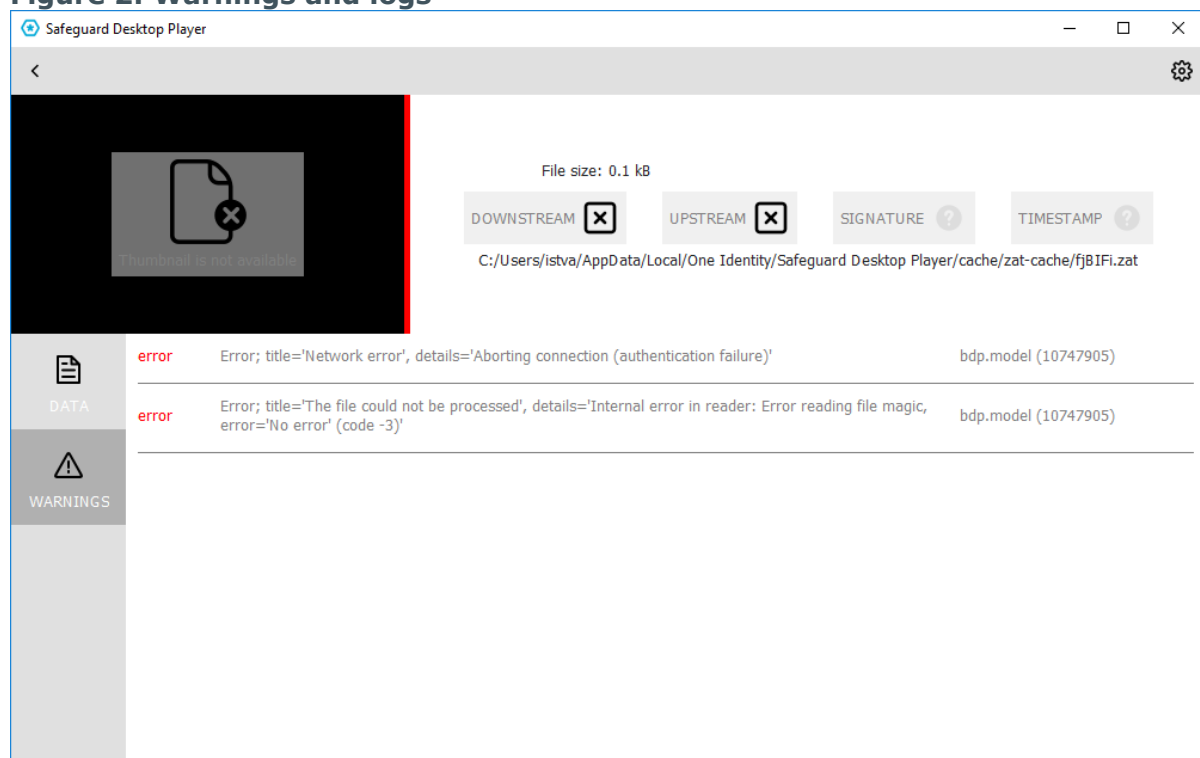 Figure 2: Warnings and logs
Safeguard Desktop Player
File size: 0.1 kB
DOWNSTREAM
UPSTREAM
SIGNATURE
TIMESTAMP
Thumbnail is not available
C:/Users/istva/AppData/Local/One Identity/Safeguard Desktop Player/cache/zat-cache/fjBIFi.zat
DATA
error Error; title='Network error', details='Aborting connection (authentication failure)' bdp.model (10747905)
error Error; title='The file could not be processed', details='Internal error in reader: Error reading file magic, bdp.model (10747905)
error='No error' (code -3)'
WARNINGS